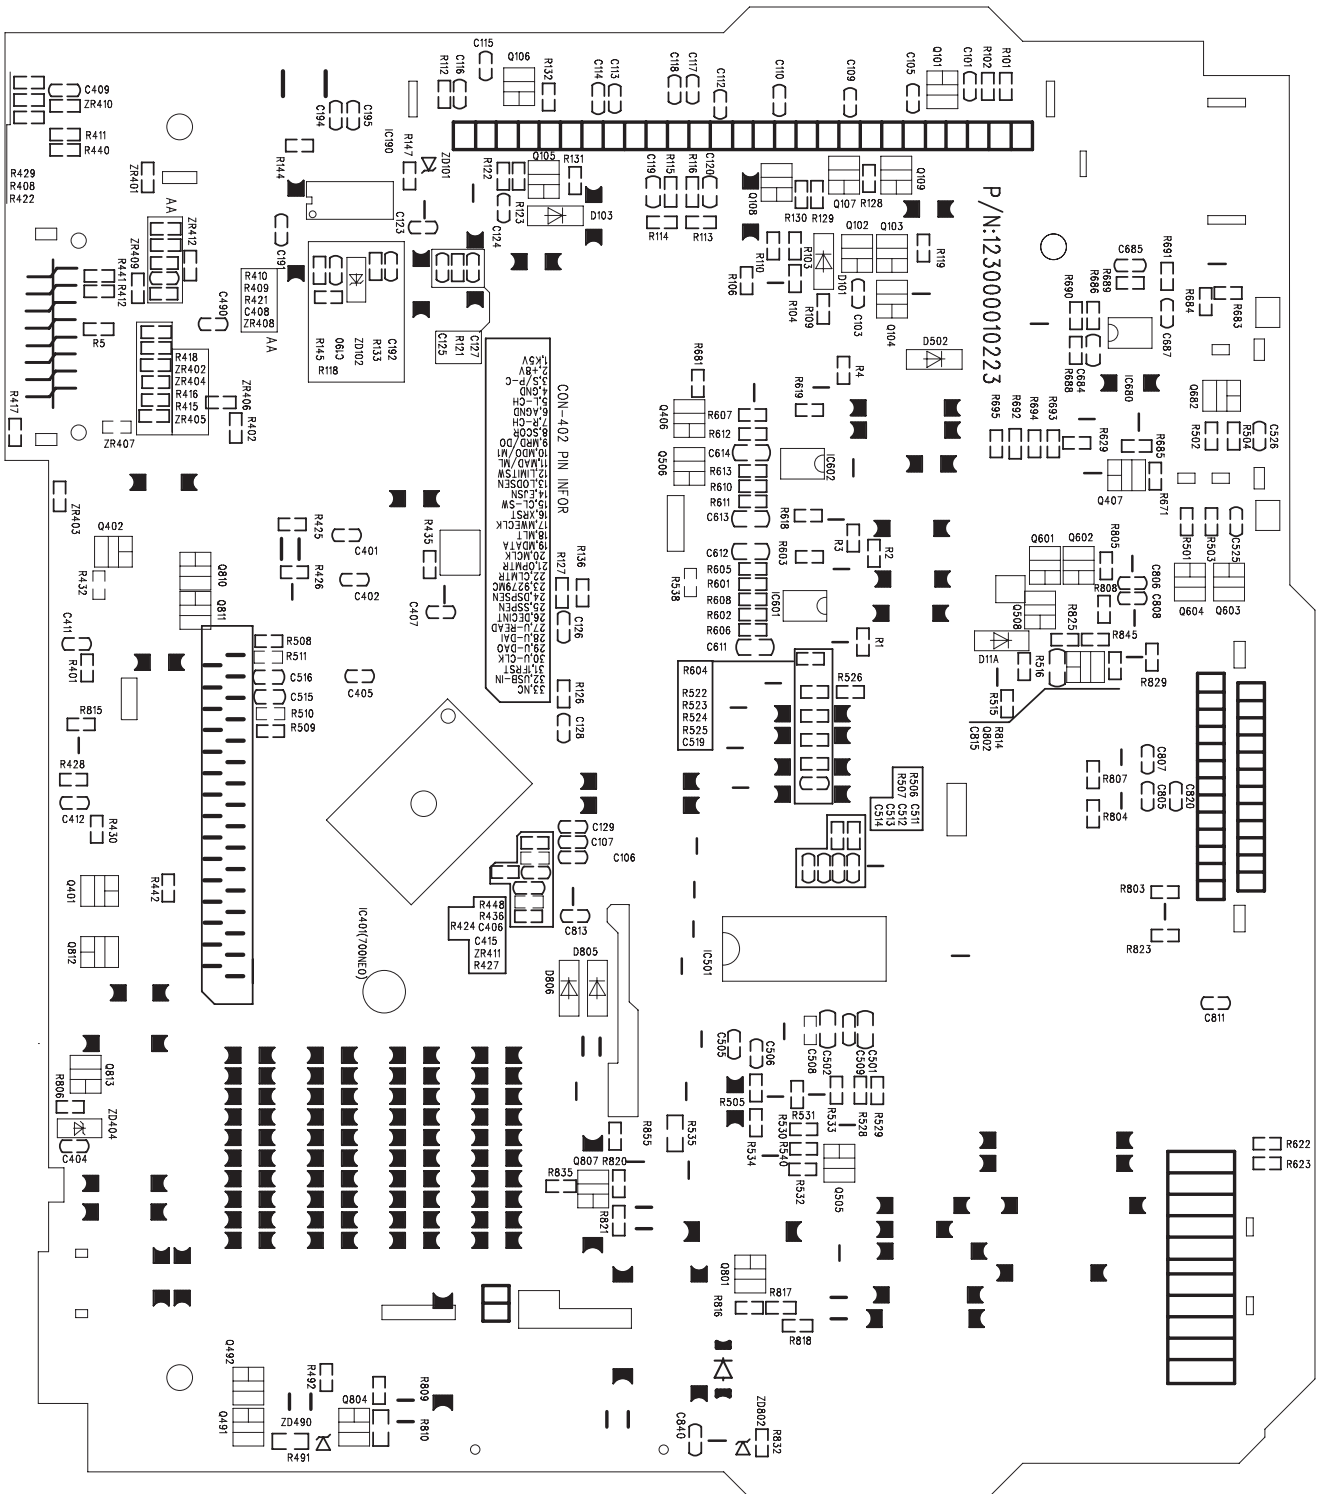 C115
Q106
R112
C116
R132
C114
C113
C118
C117
C112
C110
C109
C105
Q101
C101
R102
R101
C409
ZR410
R411
R440
R429
R408
R422
ZR401
C194
C195
IC190
R144
R147
ZD101
R122
Q105
R131
C119
R115
R116
C120
Q108
R130
R129
Q107
R128
Q109
P/N:12300010223
AA
ZR412
C191
C123
R123
C124
D103
R114
R113
Q102
Q103
R110
R103
R119
R106
R104
D101
R109
C103
Q104
C685
R691
R690
R686
R689
R684
R683
C687
R441
R412
ZR409
R5
C490
R410
R409
R421
C408
ZR408
AA
R145
R118
C190
ZD102
R133
C192
C125
R121
C127
D502
R688
C684
IC680
R418
ZR402
ZR404
R416
R415
ZR405
ZR406
R402
R417
ZR407
CON-402 PIN INFOR
1,K5V
2,+8V
3,S/P-C
4,GND
5,L-CH
6,AGND
7,R-CH
8,SCOR
9,MRD/DO
10,MDO/M1
11,MAD/ML
12,LIMITSW
13,LODSEN
14,EJSN
15,CL-SW
16,XRST
17,MWECLK
18,MLT
19,MDATA
20,MCLK
21,OPMTR
22,CLMTR
23,9279MC
24,DSPSEN
25,SSPEN
26,DECINT
27,U-READ
28,U-DAI
29,U-DAO
30,U-CLK
31,1FRST
32,USB-IN
33,NC
R681
R4
R619
Q406
R607
R612
C614
Q506
R613
R610
R611
C613
IC602
R618
R3
R2
C612
R603
R605
R601
R608
R602
R606
C611
R538
IC601
R1
R695
R692
R694
R693
R629
R685
Q407
R671
Q682
R502
R504
C526
R501
R503
C525
Q604
Q603
ZR403
Q402
R432
Q810
Q811
R425
R426
C401
C402
R435
C407
R127
R136
C126
Q601
Q602
R805
C806
C808
R808
Q508
R825
R845
D11A
R516
R829
R515
C815
Q802
R814
C411
R401
R508
R511
C516
C515
R510
R509
C405
R126
C128
R604
R522
R523
R524
R525
C519
R526
R815
R428
C412
R430
R507
R506
C514
C513
C512
C511
C807
R807
C805
C820
R804
C129
C107
C106
Q401
R442
Q812
IC401(700NEO)
R448
R436
R424
C406
C415
ZR411
R427
C813
D806
D805
IC501
R803
R823
C811
C505
C506
C508
C502
C509
C501
R505
R531
R530
R533
R528
R529
R534
R540
R532
Q505
Q813
R806
ZD404
C404
R855
R535
R835
Q807
R820
R821
R622
R623
Q801
R816
R817
R818
Q492
Q491
R492
ZD490
R491
Q804
R809
R810
C840
ZD802
R832